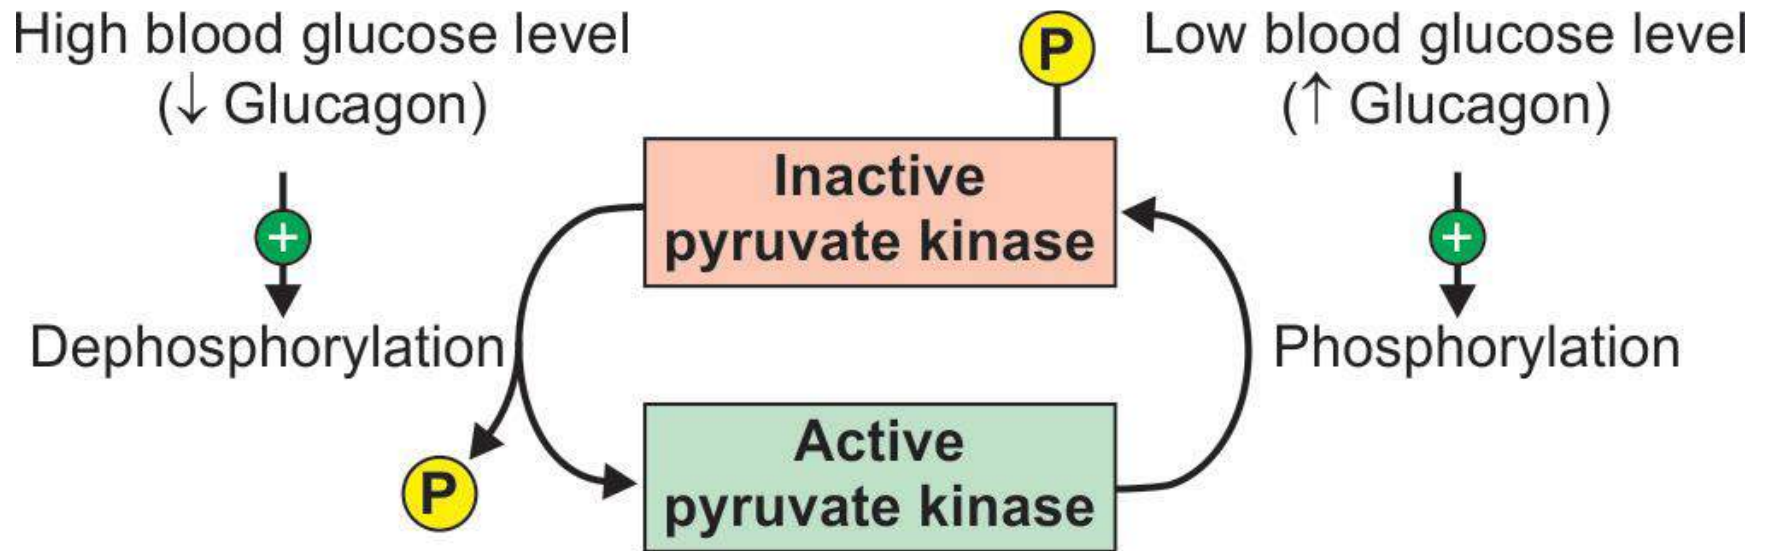 High blood glucose level
(↓ Glucagon)
+
Dephosphorylation
P
P
Inactive
pyruvate kinase
Active
pyruvate kinase
Low blood glucose level
(↑ Glucagon)
+
Phosphorylation